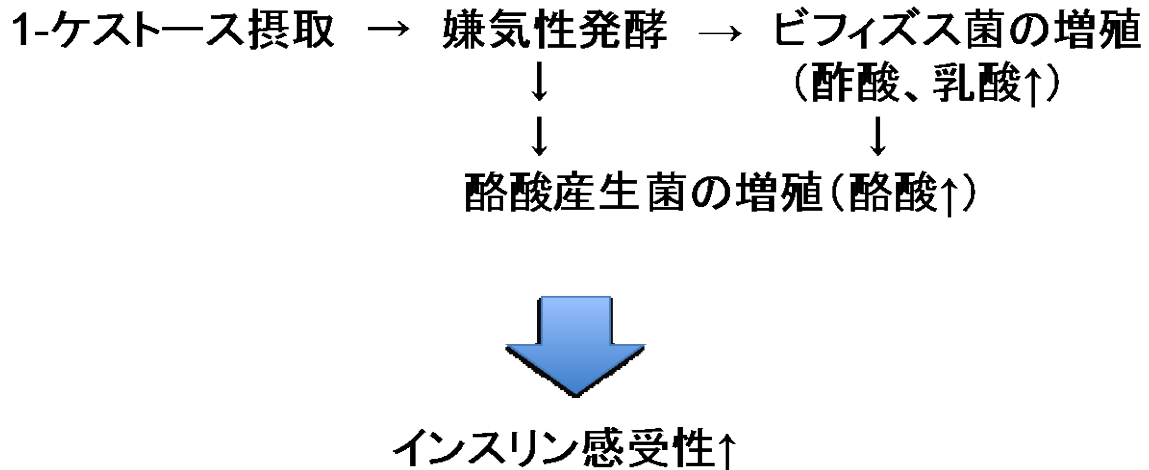 1-ケストース摂取 → 嫌気性発酵 → ビフィズス菌の増殖
↓ （酢酸、乳酸↑）
↓ ↓
酪酸産生菌の増殖（酪酸↑）
インスリン感受性↑